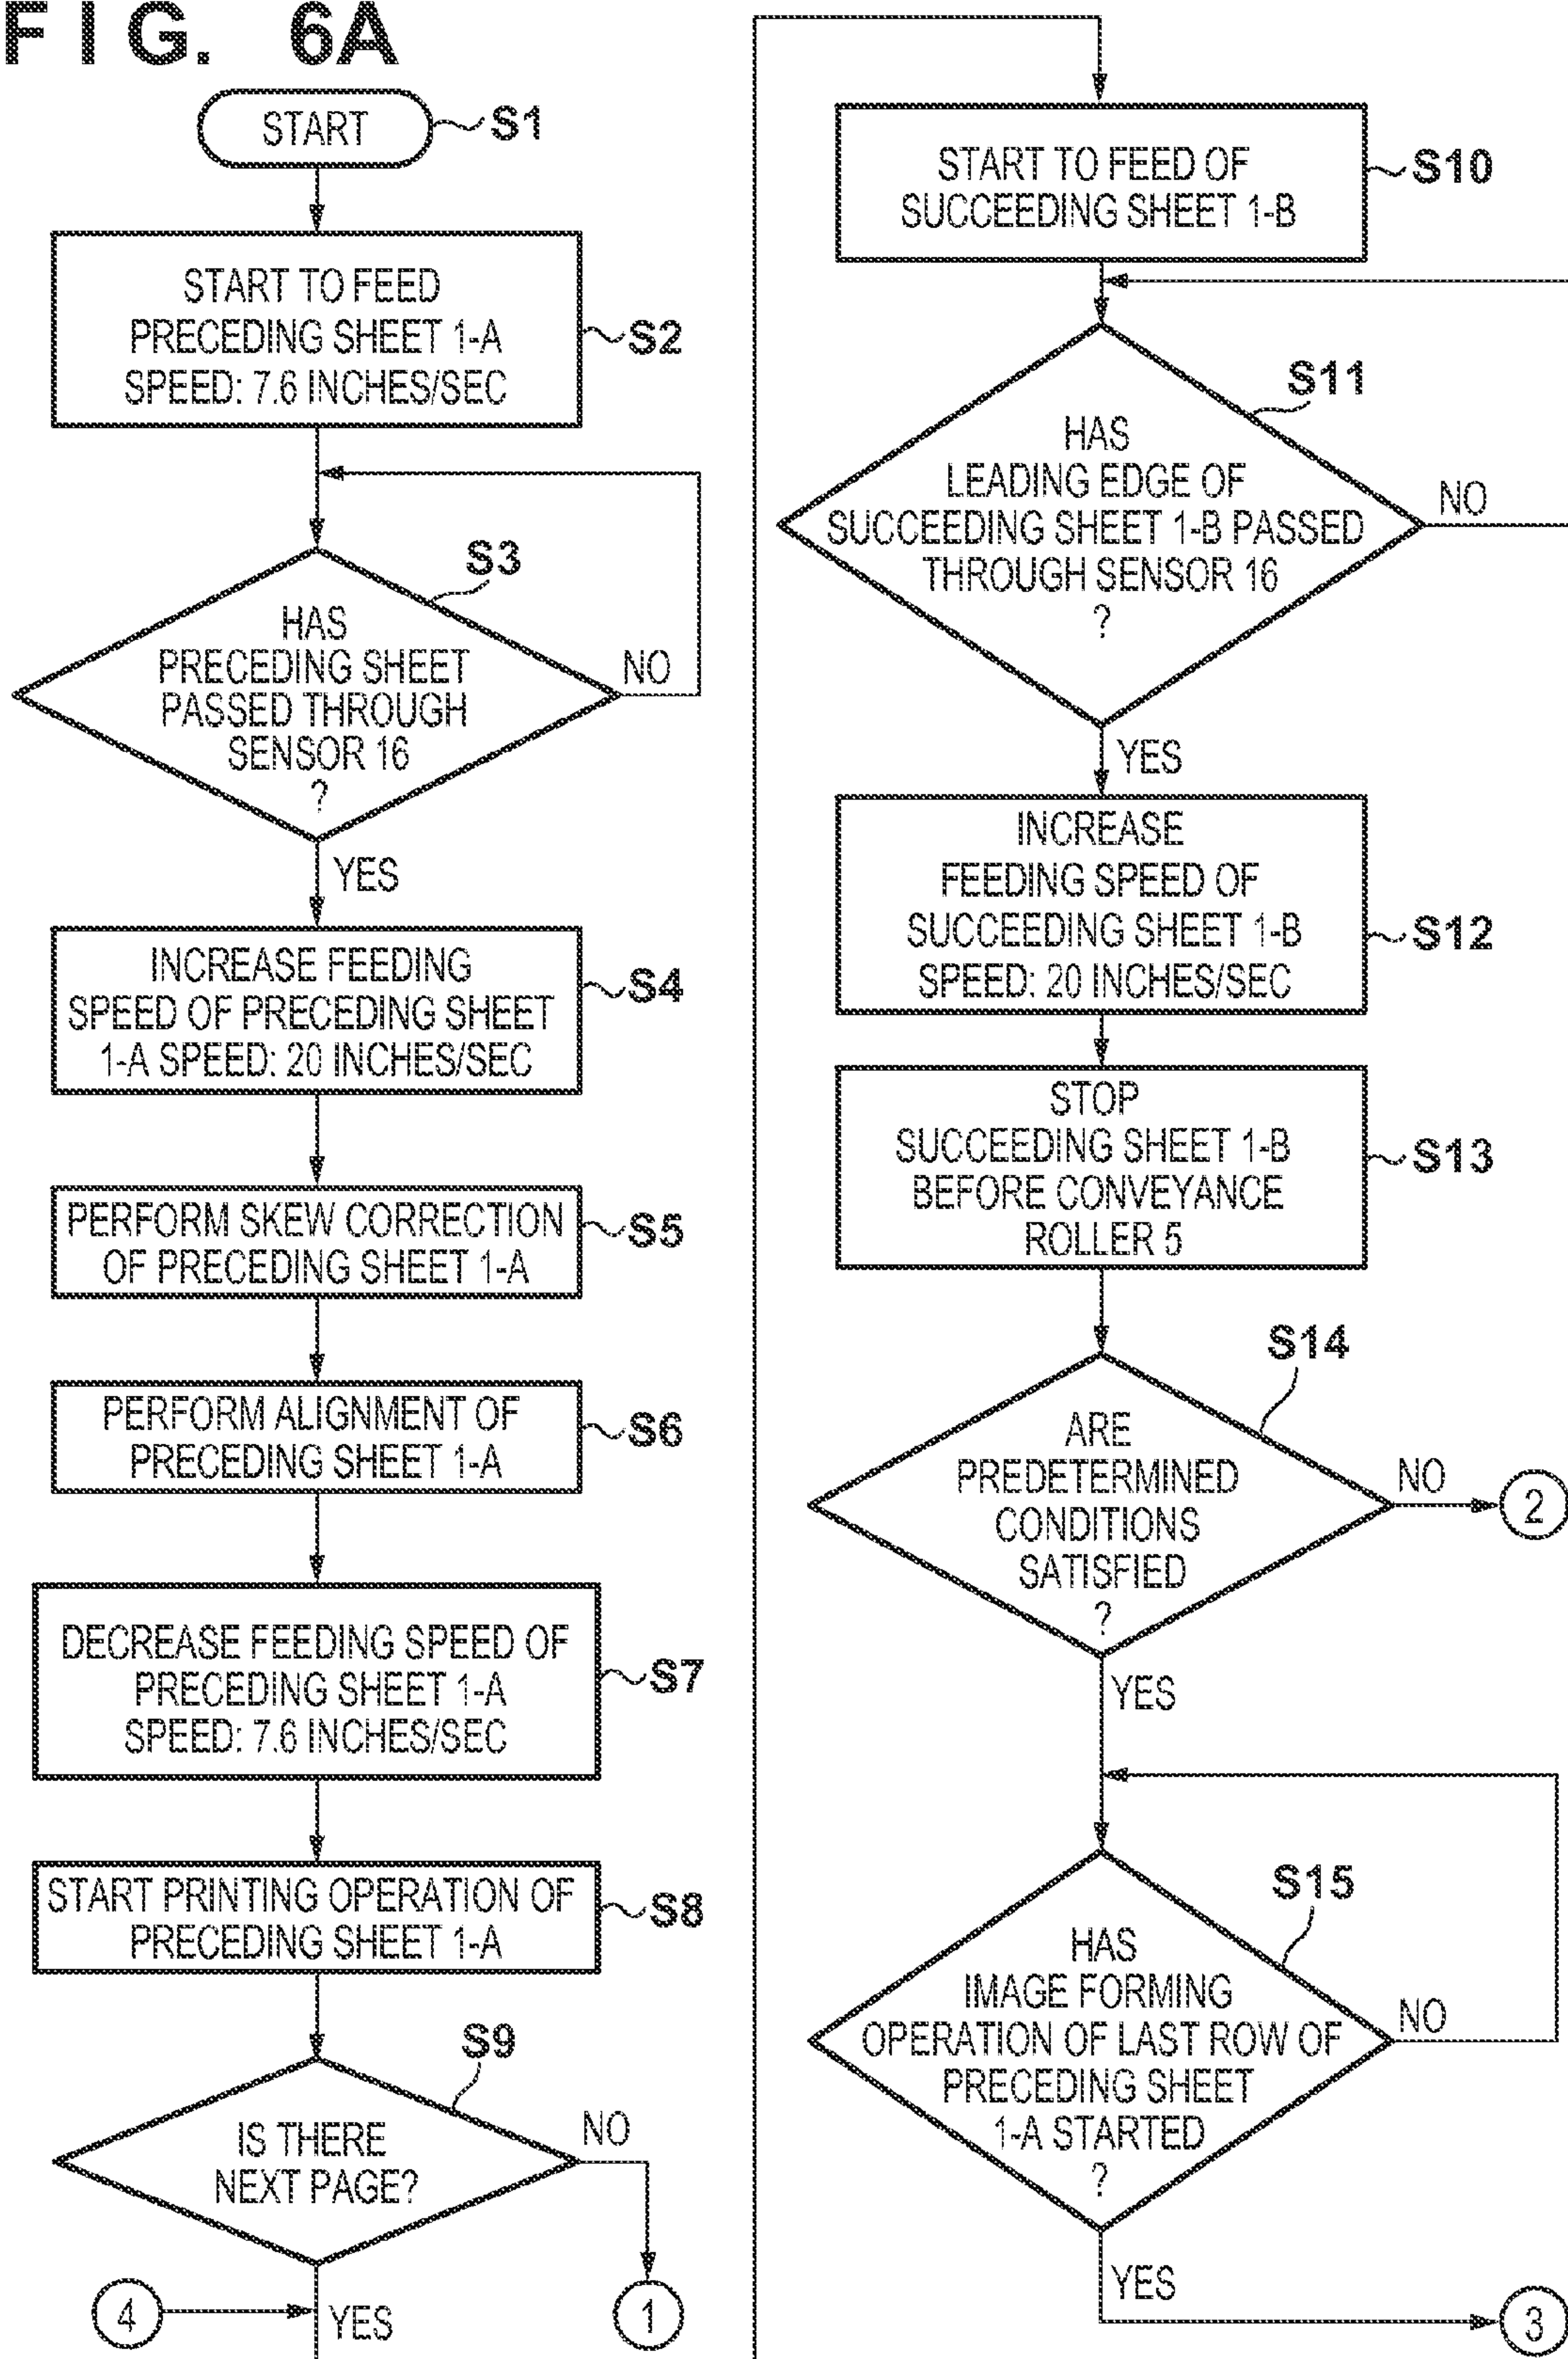 FIG. 6A
START
S1
START TO FEED
PRECEDING SHEET 1-A
SPEED: 7.6 INCHES/SEC
S2
S3
HAS
PRECEDING SHEET
PASSED THROUGH
SENSOR 16
?
NO
YES
INCREASE FEEDING
SPEED OF PRECEDING SHEET
1-A SPEED: 20 INCHES/SEC
S4
PERFORM SKEW CORRECTION
OF PRECEDING SHEET 1-A
S5
PERFORM ALIGNMENT OF
PRECEDING SHEET 1-A
S6
DECREASE FEEDING SPEED OF
PRECEDING SHEET 1-A
SPEED: 7.6 INCHES/SEC
S7
START PRINTING OPERATION OF
PRECEDING SHEET 1-A
S8
S9
IS THERE
NEXT PAGE?
NO
1
4
YES
START TO FEED OF
SUCCEEDING SHEET 1-B
S10
S11
HAS
LEADING EDGE OF
SUCCEEDING SHEET 1-B PASSED
THROUGH SENSOR 16
?
NO
YES
INCREASE
FEEDING SPEED OF
SUCCEEDING SHEET 1-B
SPEED: 20 INCHES/SEC
S12
STOP
SUCCEEDING SHEET 1-B
BEFORE CONVEYANCE
ROLLER 5
S13
S14
ARE
PREDETERMINED
CONDITIONS
SATISFIED
?
NO
2
YES
S15
HAS
IMAGE FORMING
OPERATION OF LAST ROW OF
PRECEDING SHEET
1-A STARTED
?
NO
YES
3